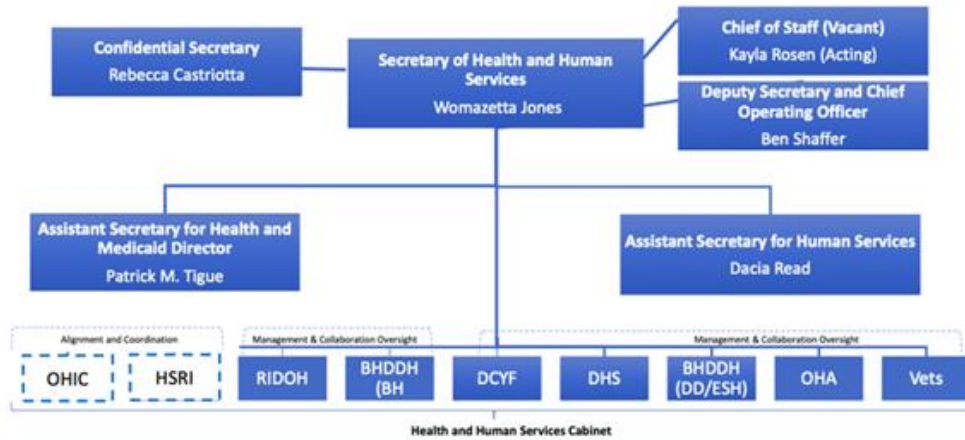 Confidential Secretary
Rebecca Castriotta
Secretary of Health and Human
Services
Womazetta Jones
Chief of Staff (Vacant)
Kayla Rosen (Acting)
Deputy Secretary and Chief
Operating Officer
Ben Shaffer
Assistant Secretary for Health and
Medicaid Director
Patrick M. Tigue
Assistant Secretary for Human Services
Dacia Read
Alignment and Coordination
Management & Collaboration Oversight
Management & Collaboration Oversight
OHIC
HSRI
RIDOH
BHDDH
(BH
DCYF
DHS
BHDDH
(DD/ESH)
OHA
Vets
Health and Human Services Cabinet